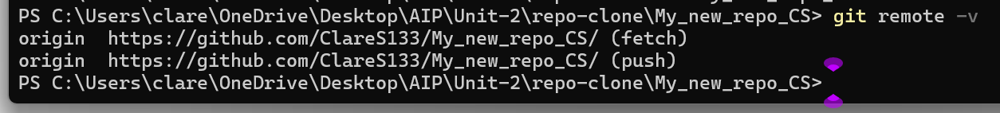 PS C:\Users\clare\OneDrive\Desktop\AIP\Unit-2\repo-clone\My_new_repo_CS> git remote -v
origin  https://github.com/ClareS133/My_new_repo_CS/ (fetch)
origin  https://github.com/ClareS133/My_new_repo_CS/ (push)
PS C:\Users\clare\OneDrive\Desktop\AIP\Unit-2\repo-clone\My_new_repo_CS>